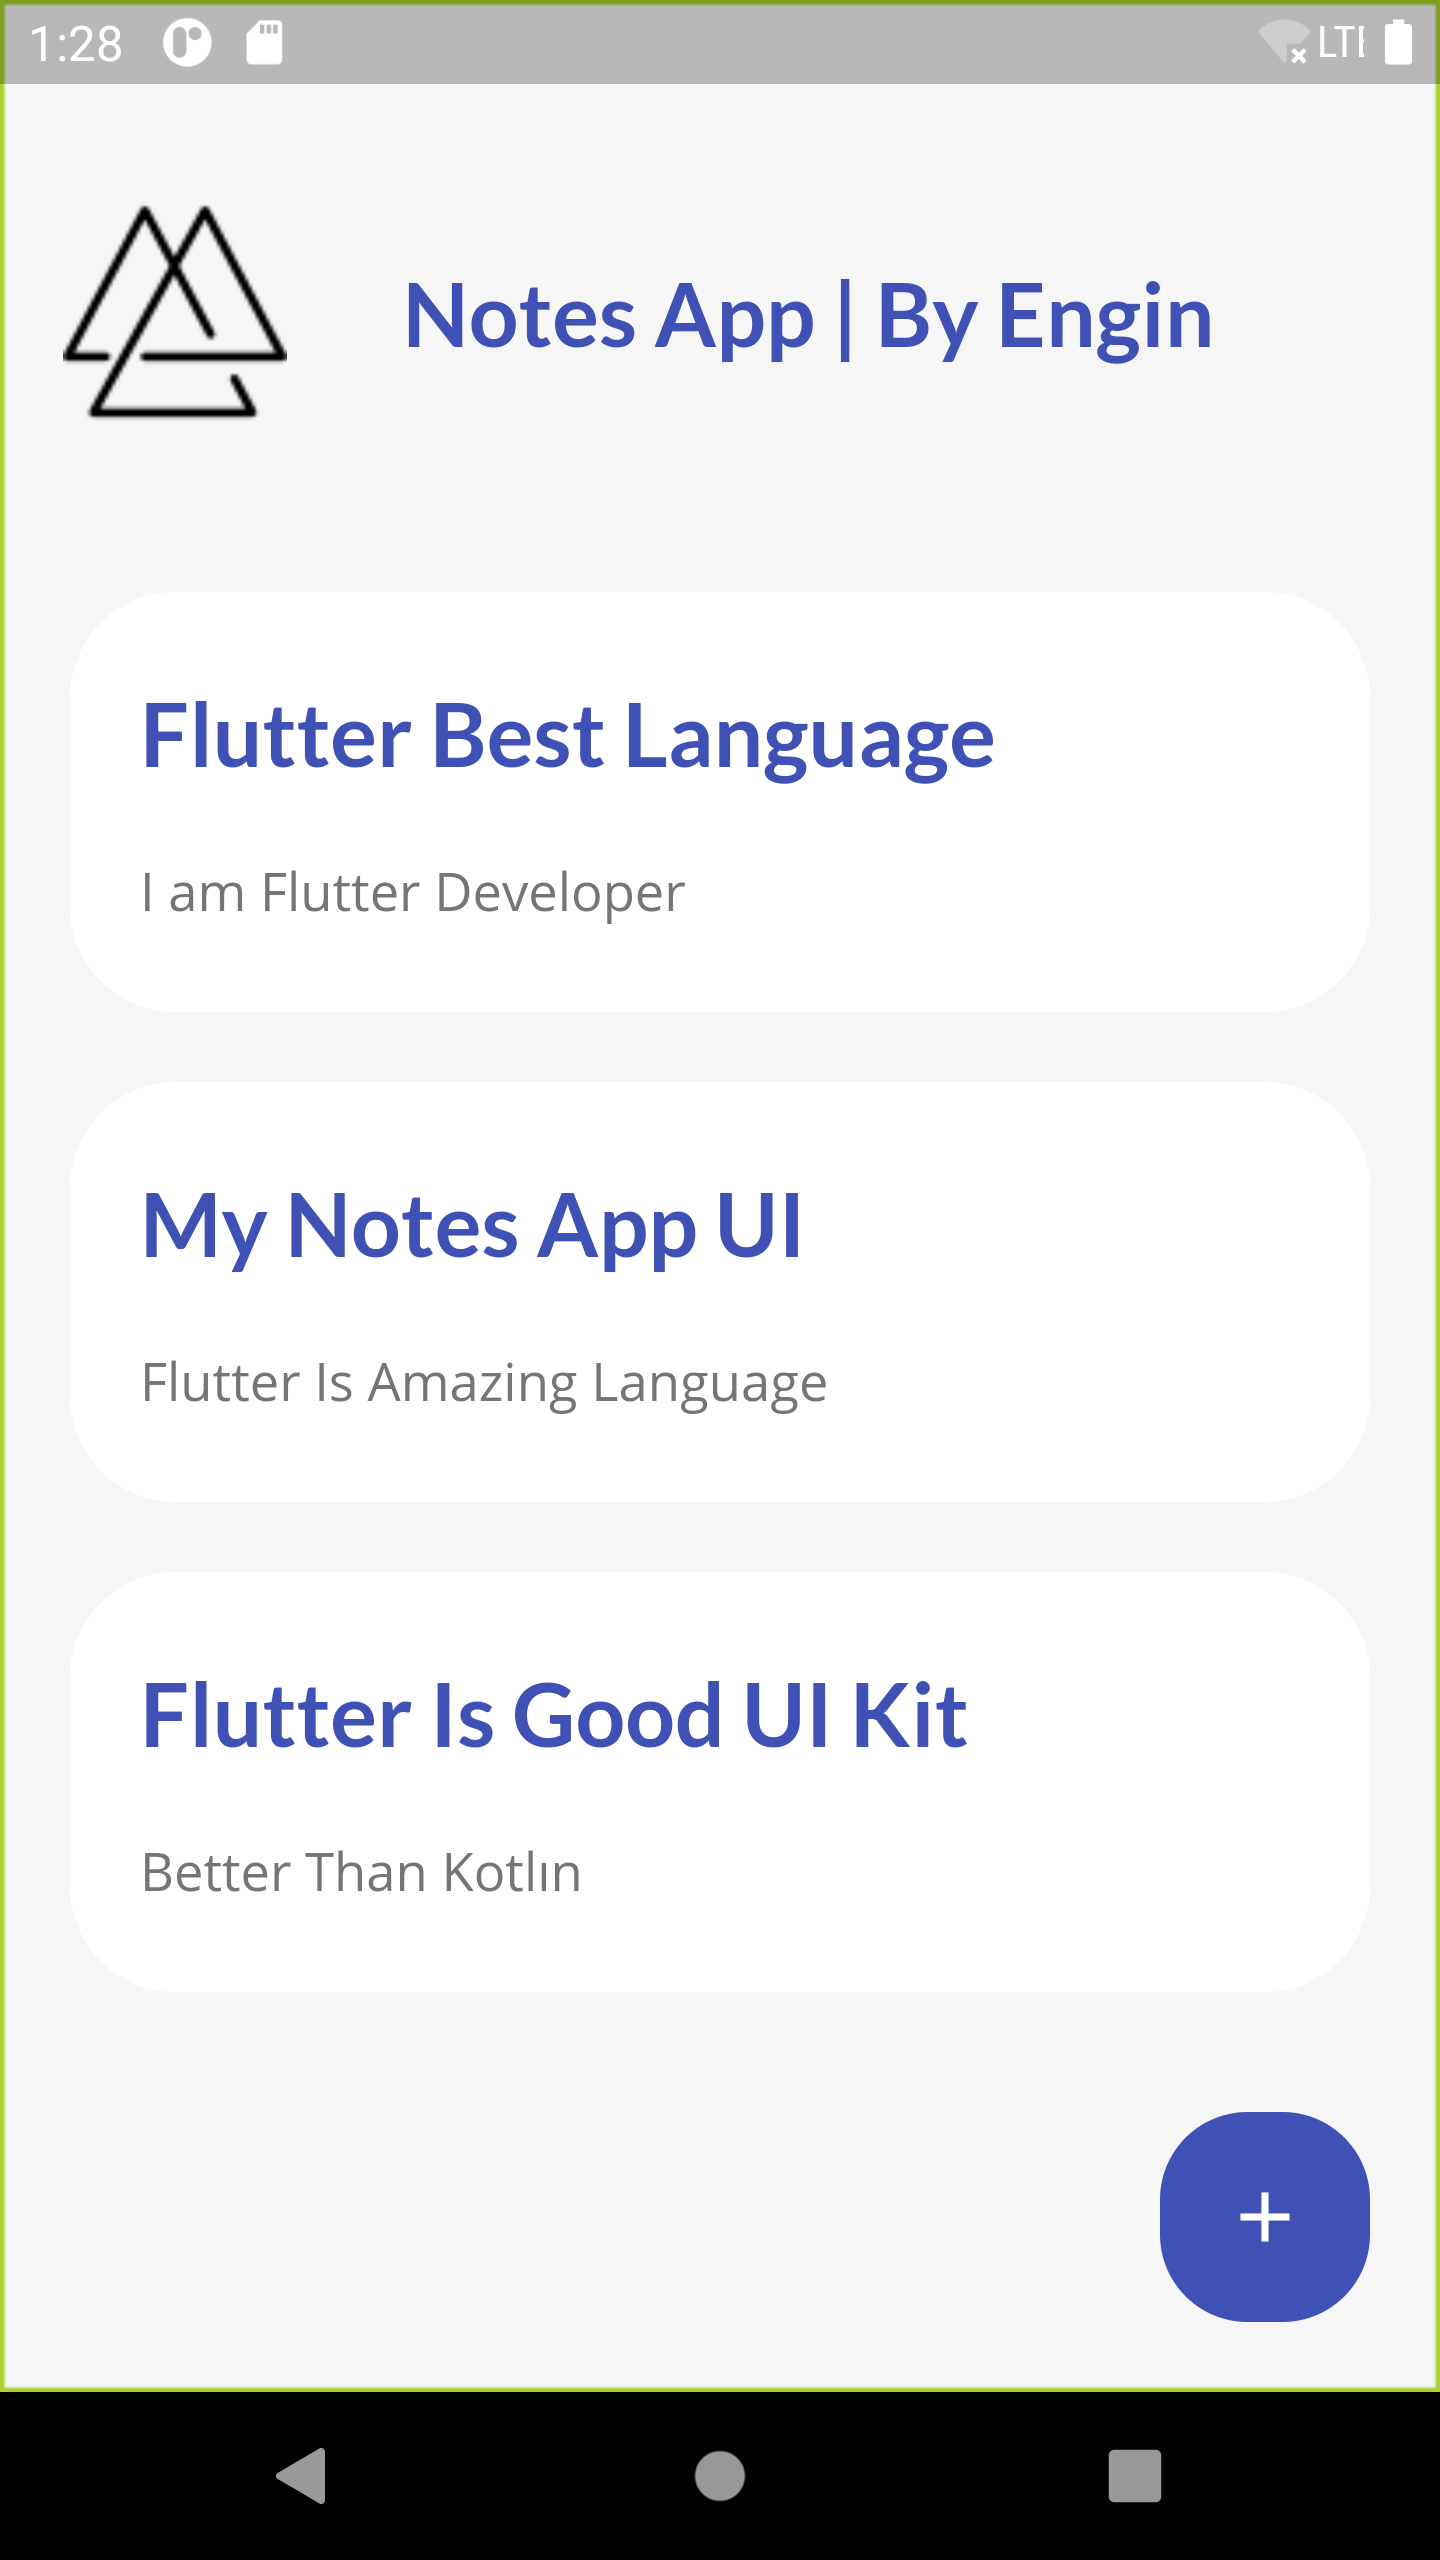 1:28
LTE
Notes App | By Engin
Flutter Best Language
I am Flutter Developer
My Notes App UI
Flutter Is Amazing Language
Flutter Is Good UI Kit
Better Than Kotlın